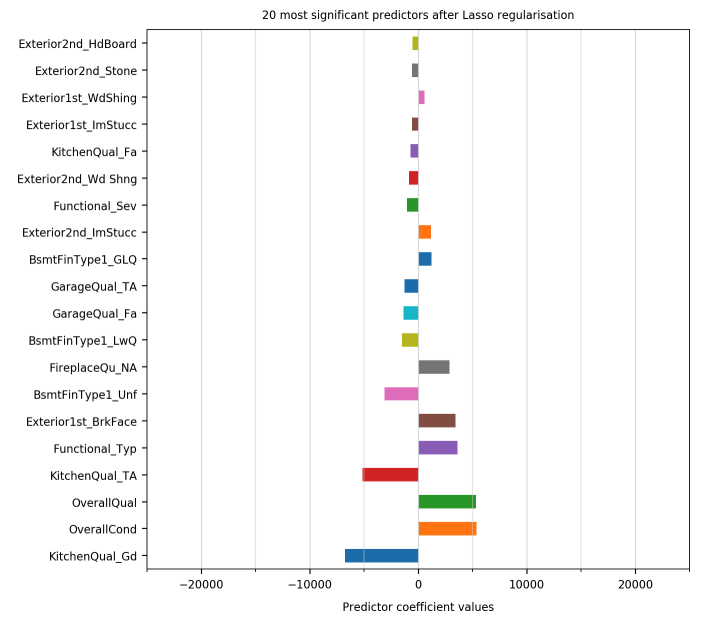 20 most significant predictors after Lasso regularisation
Exterior2nd_HdBoard
Exterior2nd_Stone
Exterior1st_WdShing
Exterior1st_ImStucc
KitchenQual_Fa
Exterior2nd_Wd Shng
Functional_Sev
Exterior2nd_ImStucc
BsmtFinType1_GLQ
GarageQual_TA
GarageQual_Fa
BsmtFinType1_LwQ
FireplaceQu_NA
BsmtFinType1_Unf
Exterior1st_BrkFace
Functional_Typ
KitchenQual_TA
OverallQual
OverallCond
KitchenQual_Gd
−20000 −10000 0 10000 20000
Predictor coefficient values